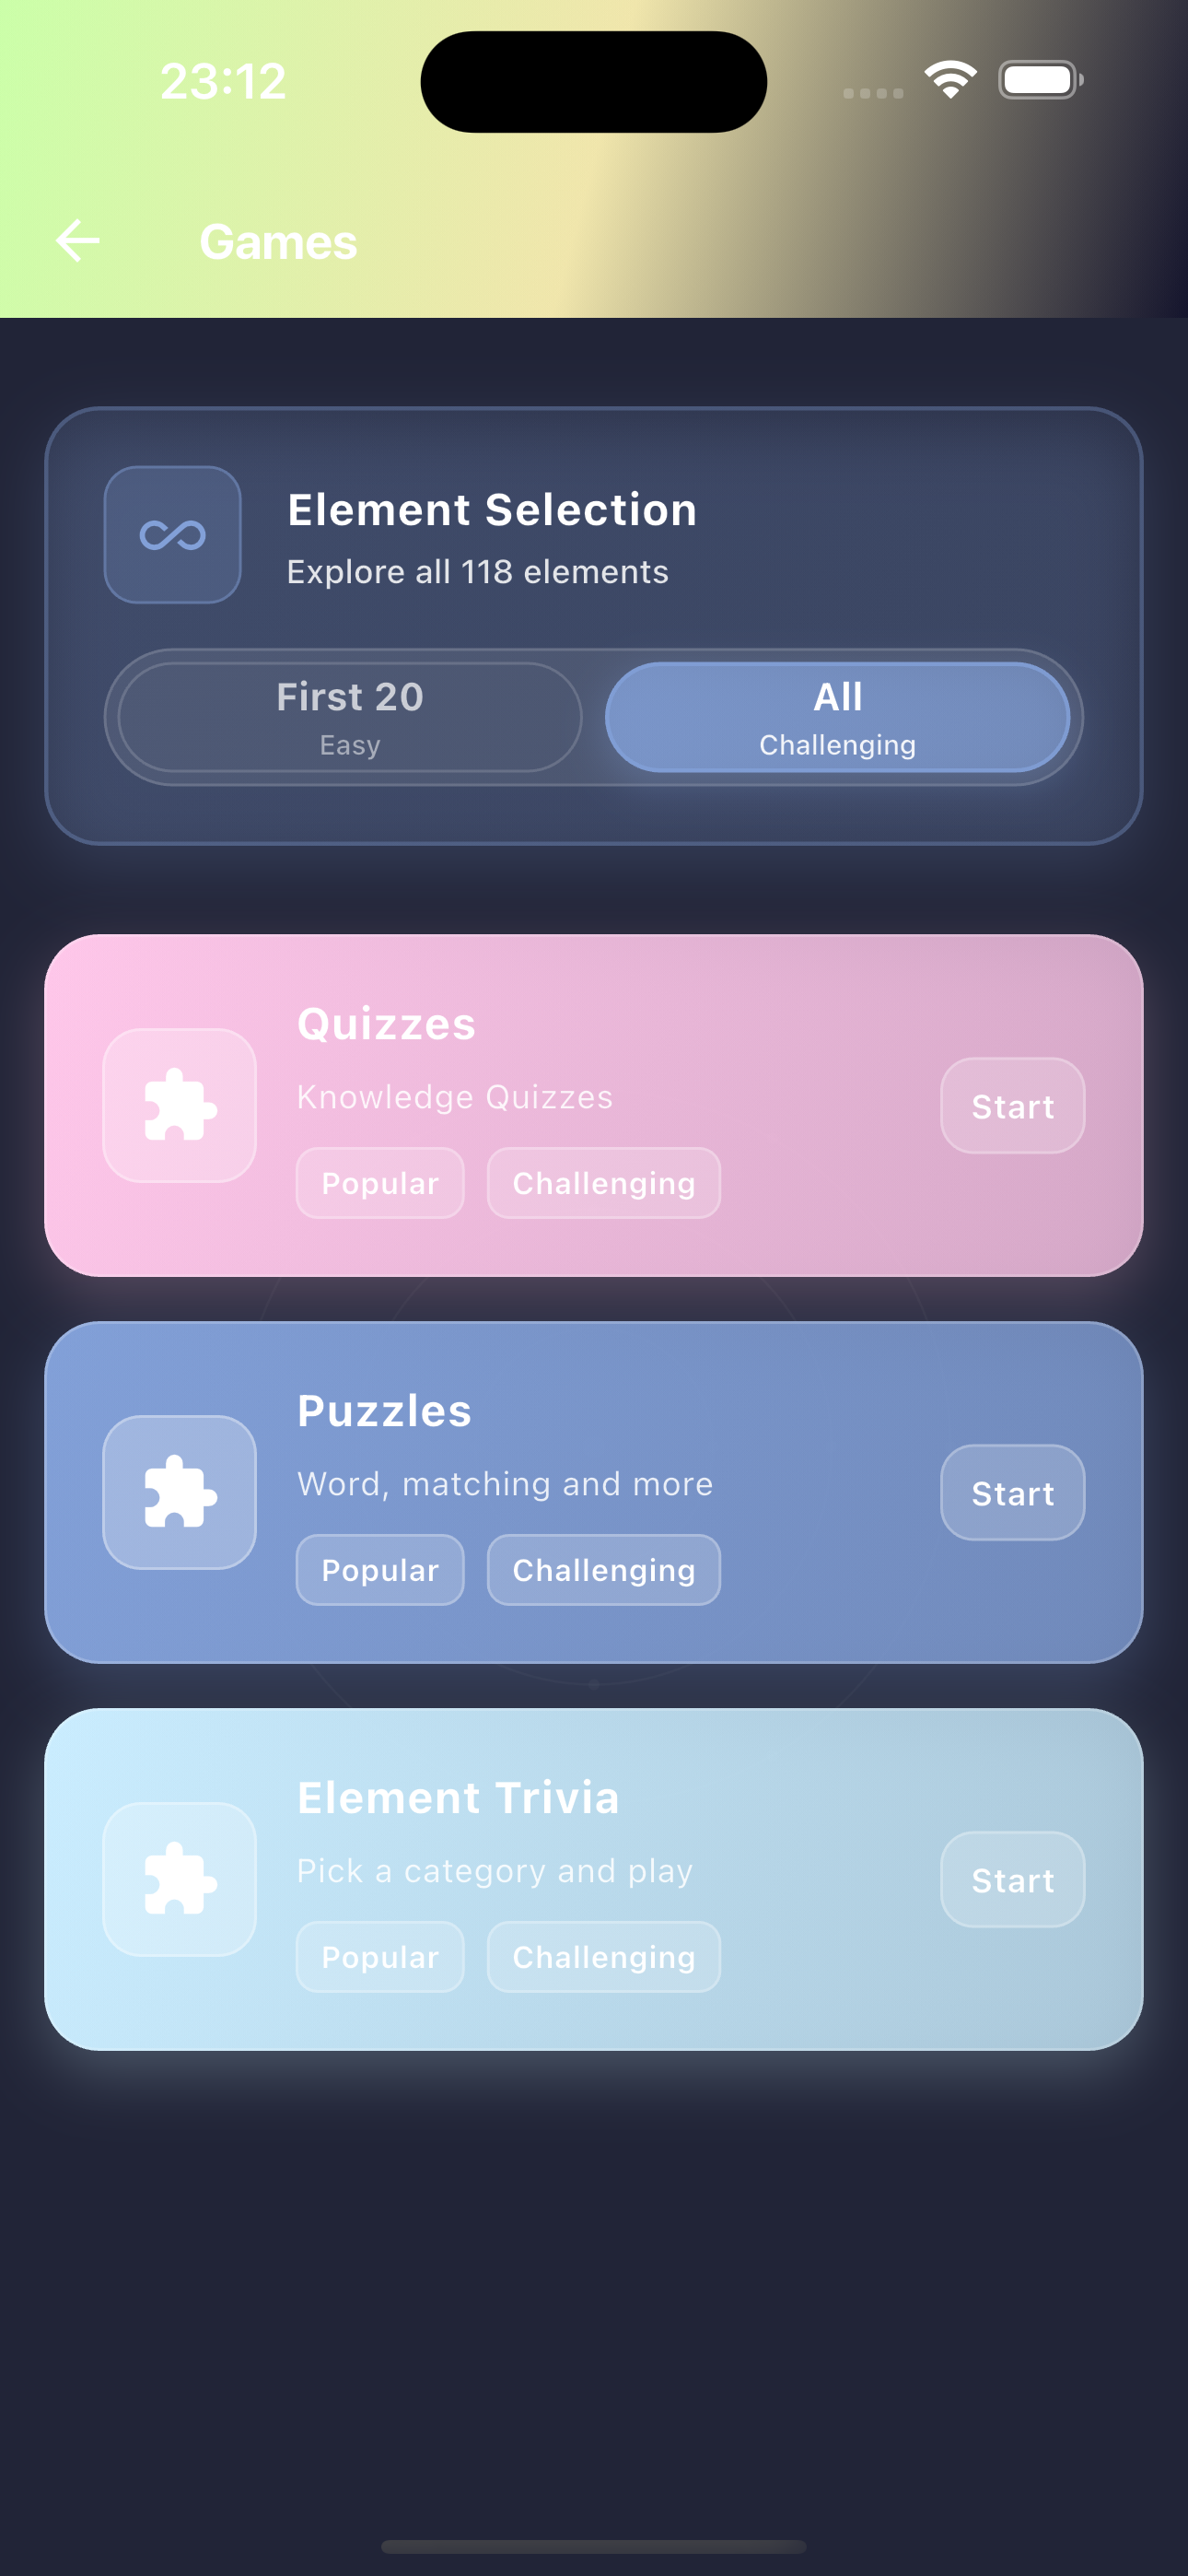 23:12
Games
Element Selection
Explore all 118 elements
First 20
Easy
All
Challenging
Quizzes
Knowledge Quizzes
Popular
Challenging
Start
Puzzles
Word, matching and more
Popular
Challenging
Start
Element Trivia
Pick a category and play
Popular
Challenging
Start